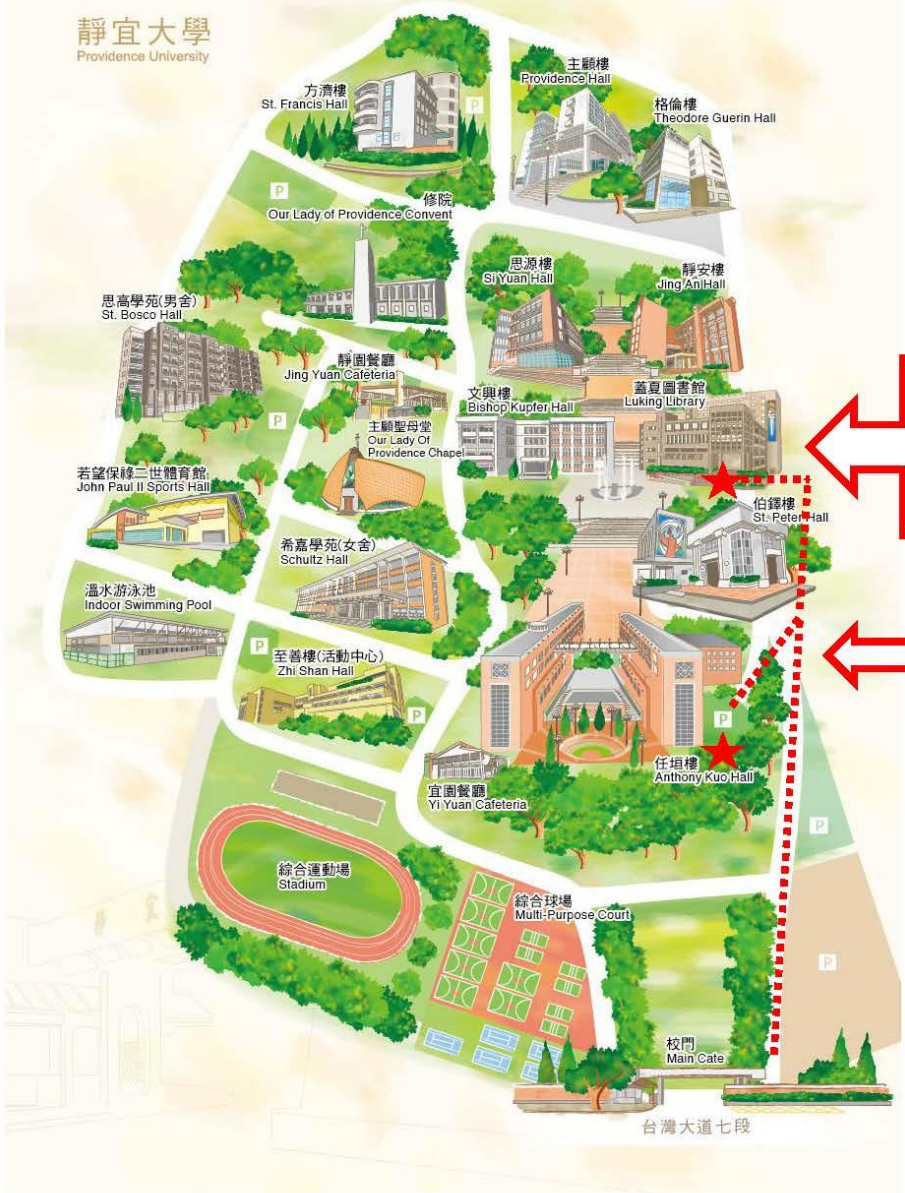 靜宜大學
Providence University
主顧樓
Providence Hall
方濟樓
St. Francis Hall
P
格倫樓
Theodore Guerin Hall
P
修院
Our Lady of Providence Convent
思源樓
Si Yuan Hall
靜安樓
Jing An Hall
思高學苑(男舍)
St. Bosco Hall
靜園餐廳
Jing Yuan Cafeteria
文興樓
Bishop Kupfer Hall
蓋夏圖書館
Luking Library
P
主顧聖母堂
Our Lady Of
Providence Chapel
若望保祿二世體育館
John Paul II Sports Hall
伯鐸樓
St. Peter Hall
希嘉學苑(女舍)
Schultz Hall
溫水游泳池
Indoor Swimming Pool
P
至善樓(活動中心)
Zhi Shan Hall
P
P
任垣樓
Anthony Kuo Hall
宜園餐廳
Yi Yuan Cafeteria
P
綜合運動場
Stadium
綜合球場
Multi-Purpose Court
P
校門
Main Cate
台灣大道七段
靜宜